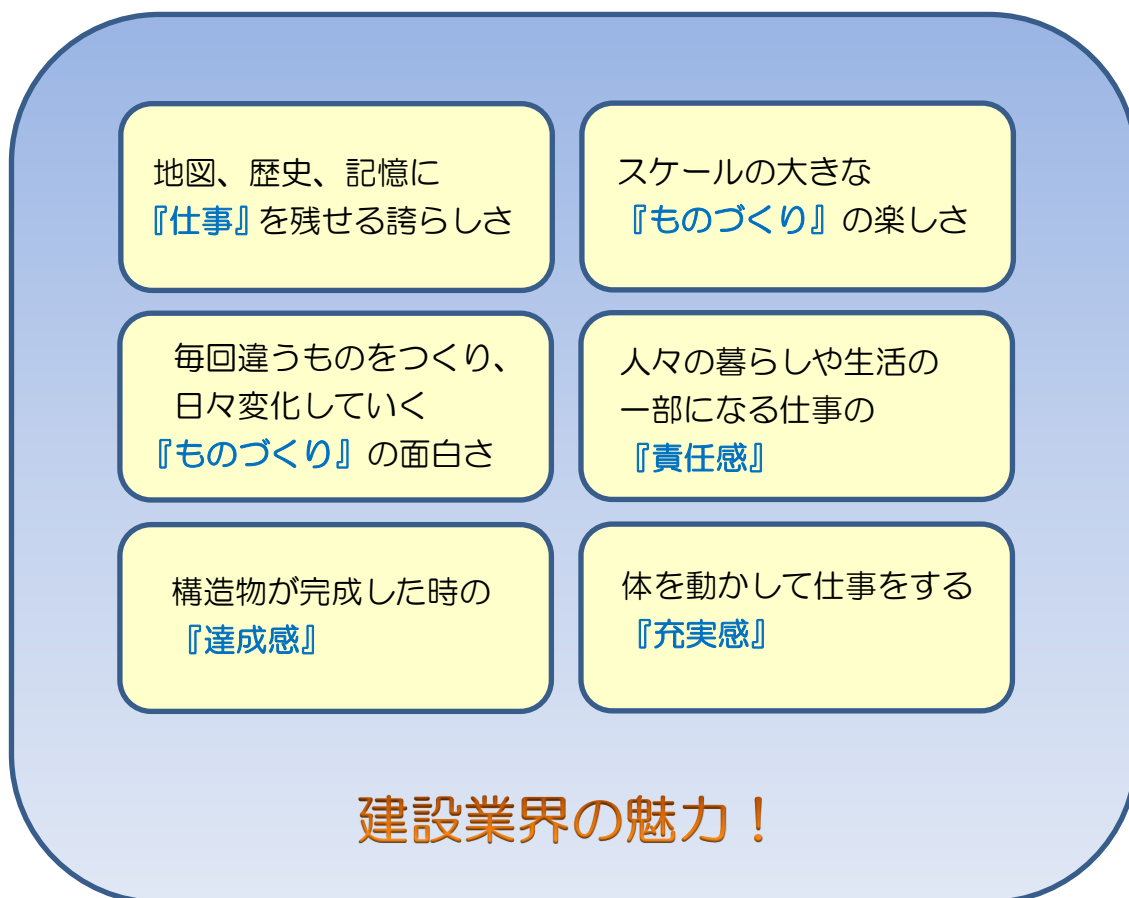 地図、歴史、記憶に
『仕事』を残せる誇らしさ
スケールの大きな
『ものづくり』の楽しさ
毎回違うものをつくり、
日々変化していく
『ものづくり』の面白さ
人々の暮らしや生活の
一部になる仕事の
『責任感』
構造物が完成した時の
『達成感』
体を動かして仕事をする
『充実感』
建設業界の魅力！